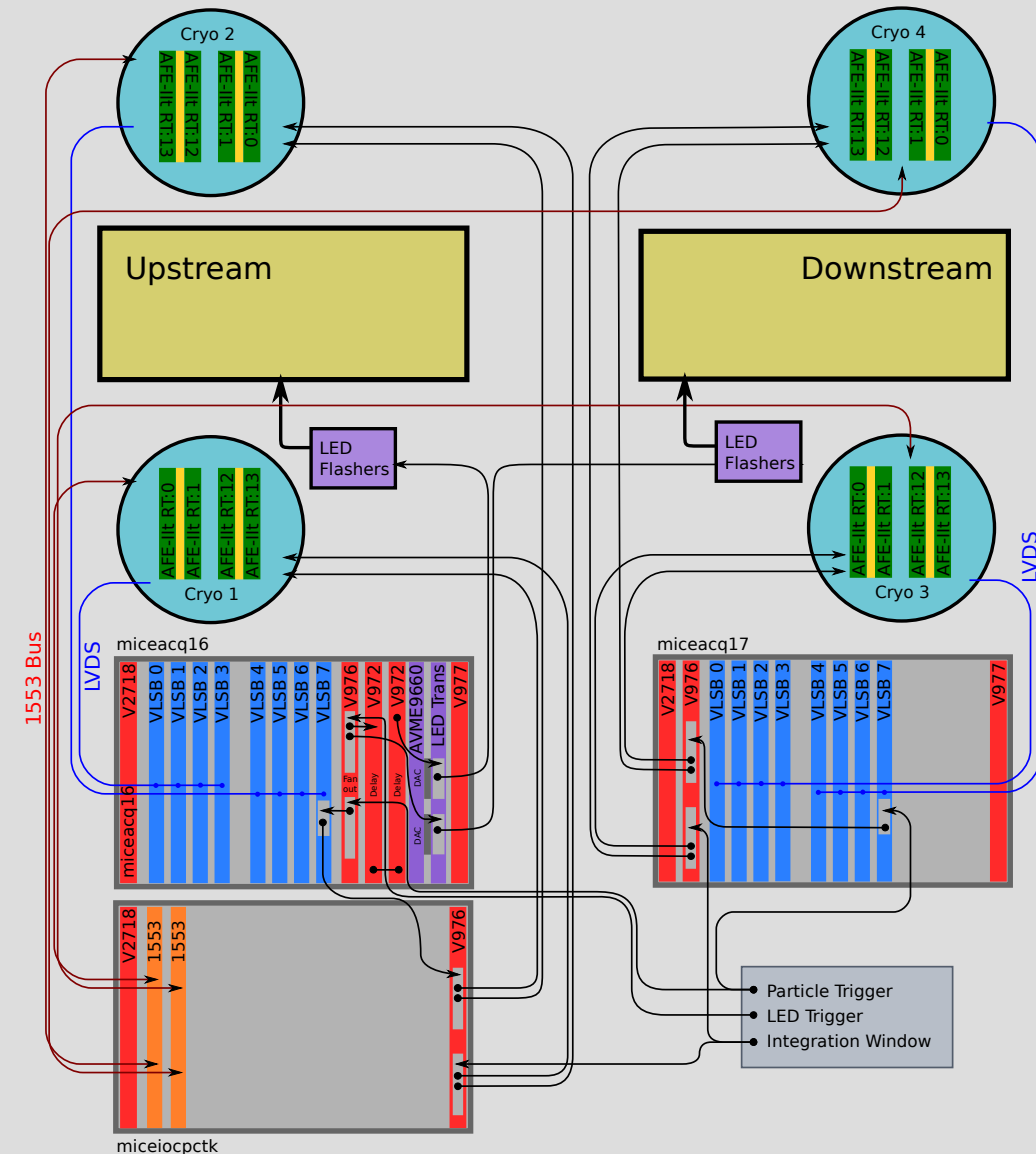 Cryo 2
AFE-IIt RT:13
AFE-IIt RT:12
AFE-IIt RT:1
AFE-IIt RT:0
Cryo 4
AFE-IIt RT:13
AFE-IIt RT:12
AFE-IIt RT:1
AFE-IIt RT:0
Upstream
Downstream
LED
Flashers
LED
Flashers
AFE-IIt RT:0
AFE-IIt RT:1
AFE-IIt RT:12
AFE-IIt RT:13
Cryo 1
AFE-IIt RT:0
AFE-IIt RT:1
AFE-IIt RT:12
AFE-IIt RT:13
Cryo 3
1553 Bus
LVDS
LVDS
miceacq16
V2718
miceacq16
VLSB 0
VLSB 1
VLSB 2
VLSB 3
VLSB 4
VLSB 5
VLSB 6
VLSB 7
V976
Fan
out
V972
Delay
V972
Delay
AVME9660
DAC
DAC
LED Trans
V977
miceacq17
V2718
V976
VLSB 0
VLSB 1
VLSB 2
VLSB 3
VLSB 4
VLSB 5
VLSB 6
VLSB 7
V977
V2718
1553
1553
V976
miceiocpctk
Particle Trigger
LED Trigger
Integration Window